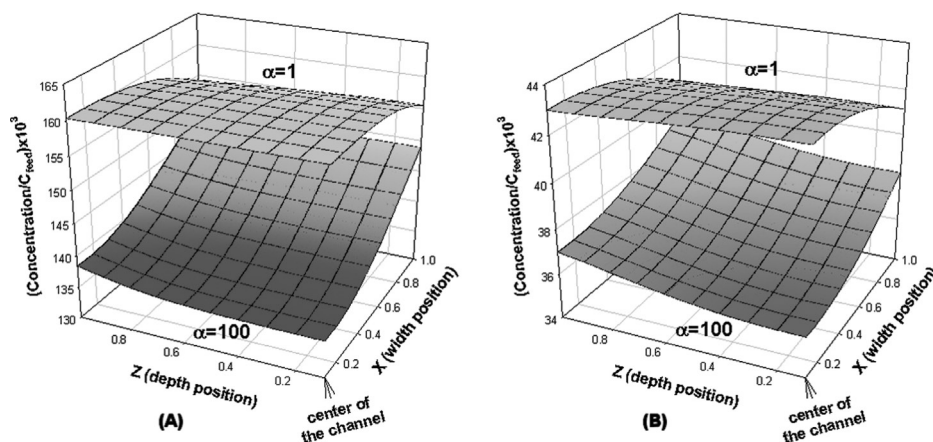 α=1
165
160
155
150
145
140
135
130
(Concentration/C_feed)x10³
α=100
0.8
0.6
0.4
0.2
Z (depth position)
0.2
0.4
0.6
0.8
1.0
X (width position)
center of
the channel
(A)
α=1
44
42
40
38
36
34
(Concentration/C_feed)x10³
α=100
0.8
0.6
0.4
0.2
Z (depth position)
0.2
0.4
0.6
0.8
1.0
X (width position)
center of
the channel
(B)